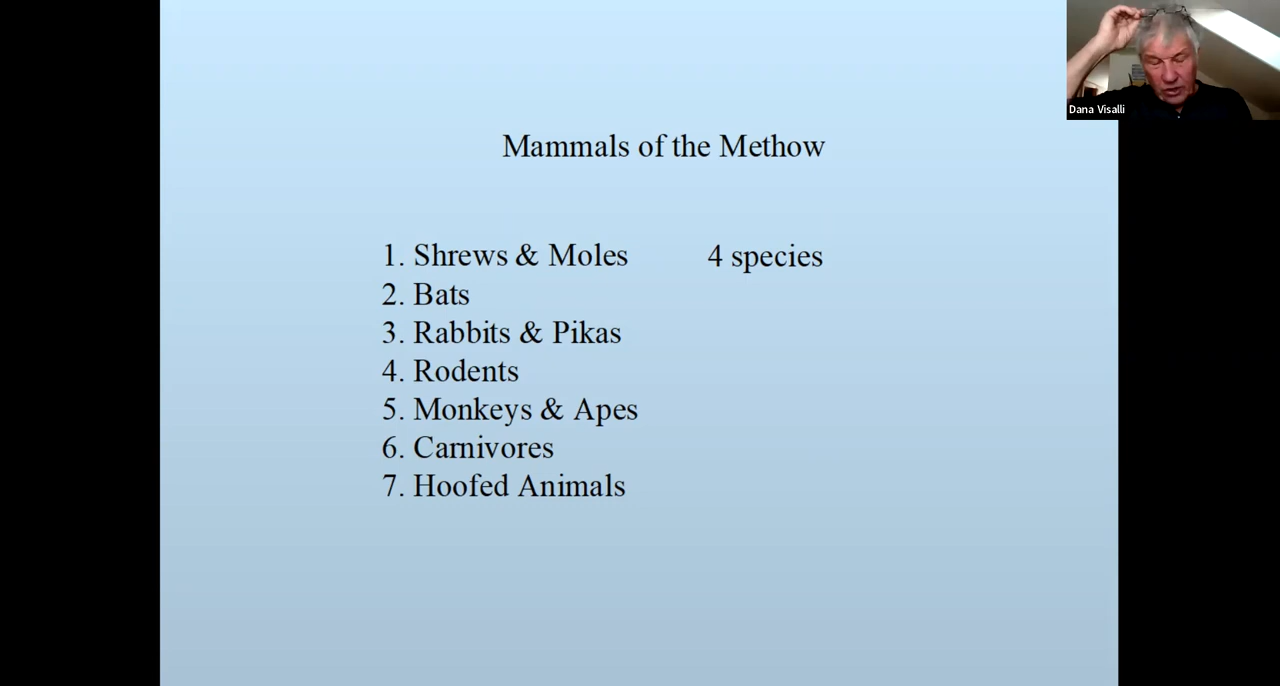 Mammals of the Methow
1. Shrews & Moles 4 species
2. Bats
3. Rabbits & Pikas
4. Rodents
5. Monkeys & Apes
6. Carnivores
7. Hoofed Animals
Dana Visalli